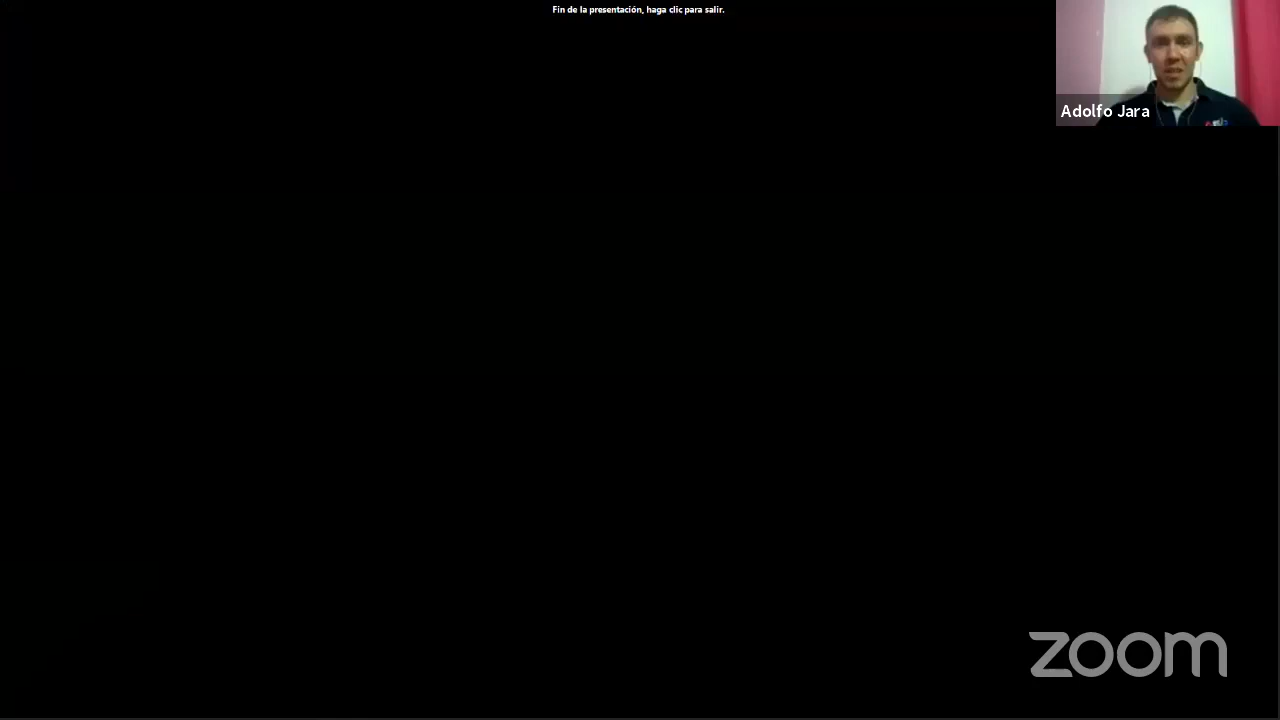 Fin de la presentación, haga clic para salir.
Adolfo Jara
zoom